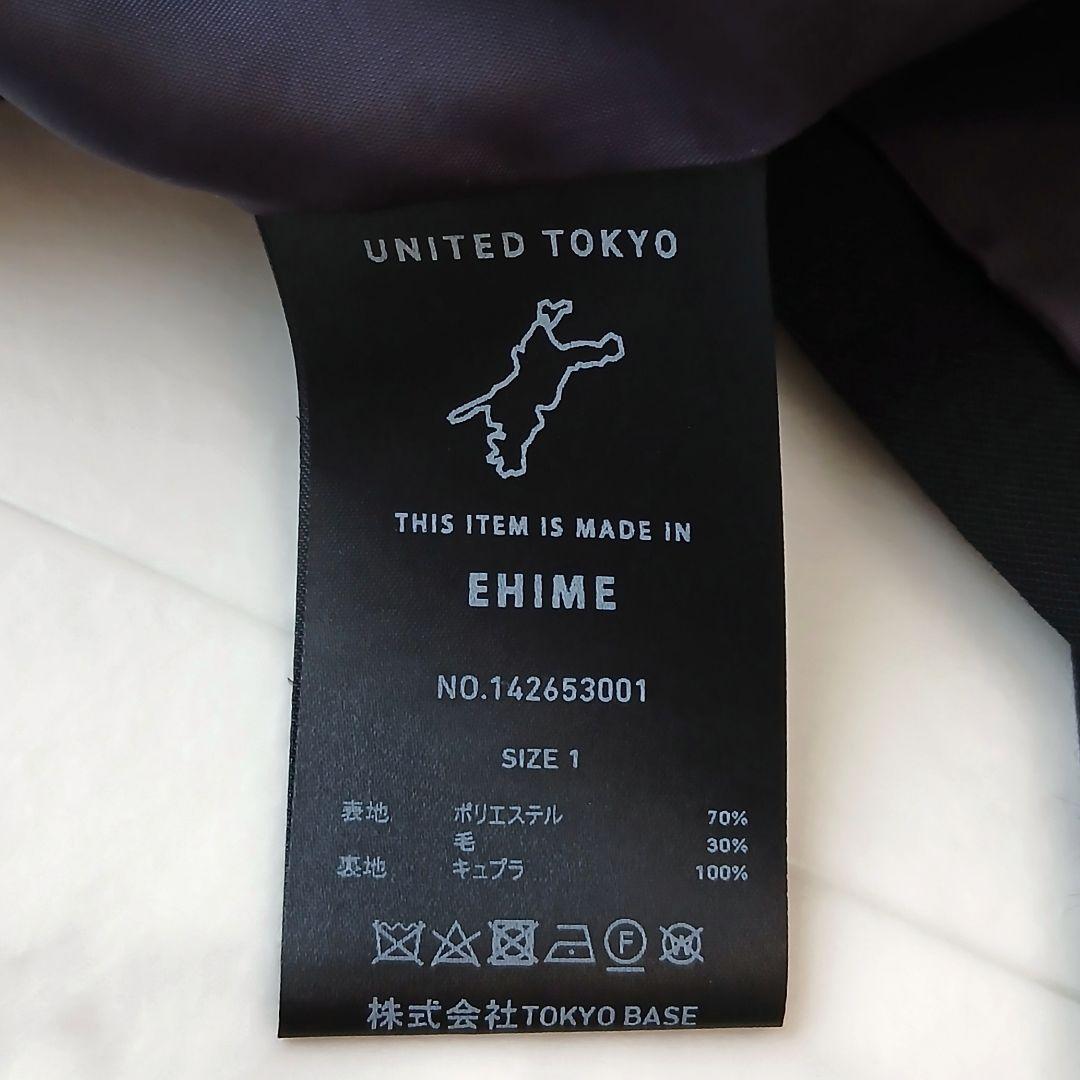 UNITED TOKYO
THIS ITEM IS MADE IN
EHIME
NO.142653001
SIZE 1
表地 ポリエステル 70%
毛 30%
裏地 キュプラ 100%
F W
株式会社TOKYO BASE